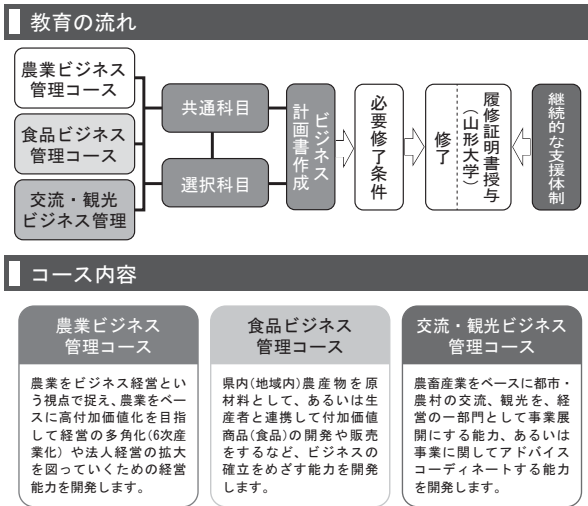 教育の流れ
農業ビジネス
管理コース
食品ビジネス
管理コース
交流・観光
ビジネス管理
共通科目
選択科目
ビジネス
計画書作成
必要修了条件
履修証明書授与
(山形大学)
修了
継続的な支援体制
コース内容
農業ビジネス
管理コース
農業をビジネス経営とい
う視点で捉え、農業をベー
スに高付加価値化を目指
して経営の多角化(6次産
業化)や法人経営の拡大
を図っていくための経営
能力を開発します。
食品ビジネス
管理コース
県内(地域内)農産物を原
材料として、あるいは生
産者と連携して付加価値
商品(食品)の開発や販売
をするなど、ビジネスの
確立をめざす能力を開発
します。
交流・観光ビジネス
管理コース
農畜産業をベースに都市・
農村の交流、観光を、経
営の一部門として事業展
開にする能力、あるいは
事業に関してアドバイス
コーディネートする能力
を開発します。